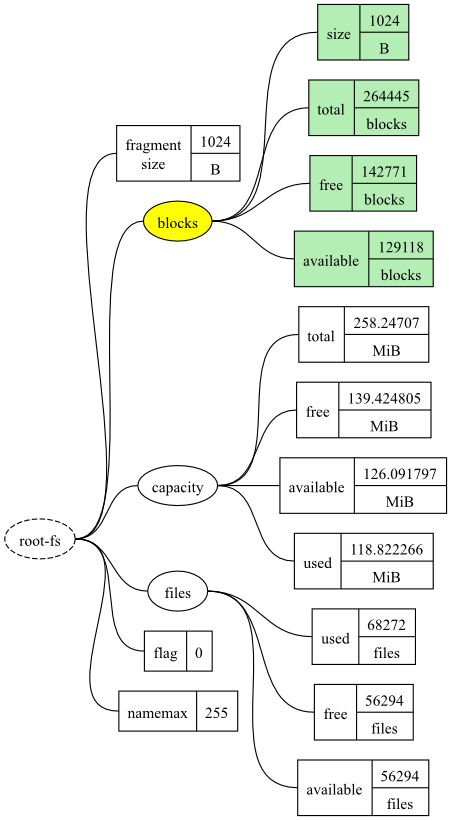 size
1024
B
total
264445
blocks
fragment
size
1024
B
free
142771
blocks
blocks
available
129118
blocks
total
258.24707
MiB
free
139.424805
MiB
capacity
available
126.091797
MiB
root-fs
used
118.822266
MiB
files
used
68272
files
flag
0
free
56294
files
namemax
255
available
56294
files